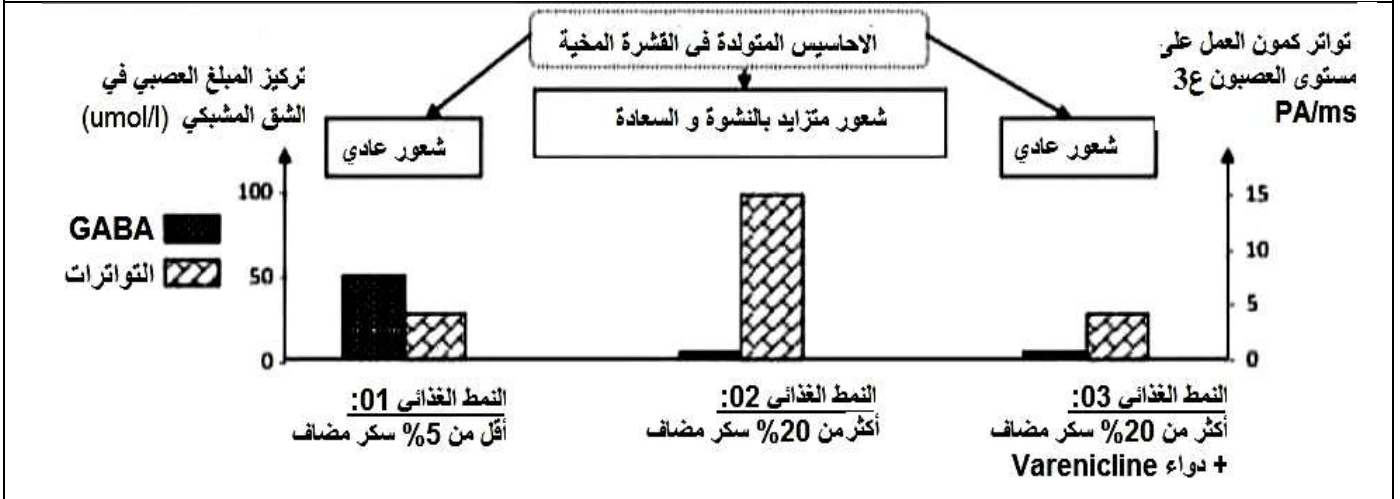 الاحاسيس المتولدة في القشرة المخية
تواتر كمون العمل على
مستوى العصبون ع3
PA/ms
تركيز المبلغ العصبي في
الشق المشبكي (umol/l)
شعور متزايد بالنشوة و السعادة
شعور عادي
شعور عادي
100
50
0
15
10
5
0
GABA
التواترات
النمط الغذائي 01:
أقل من 5% سكر مضاف
النمط الغذائي 02:
أكثر من 20% سكر مضاف
النمط الغذائي 03:
أكثر من 20% سكر مضاف
+ دواء Varenicline